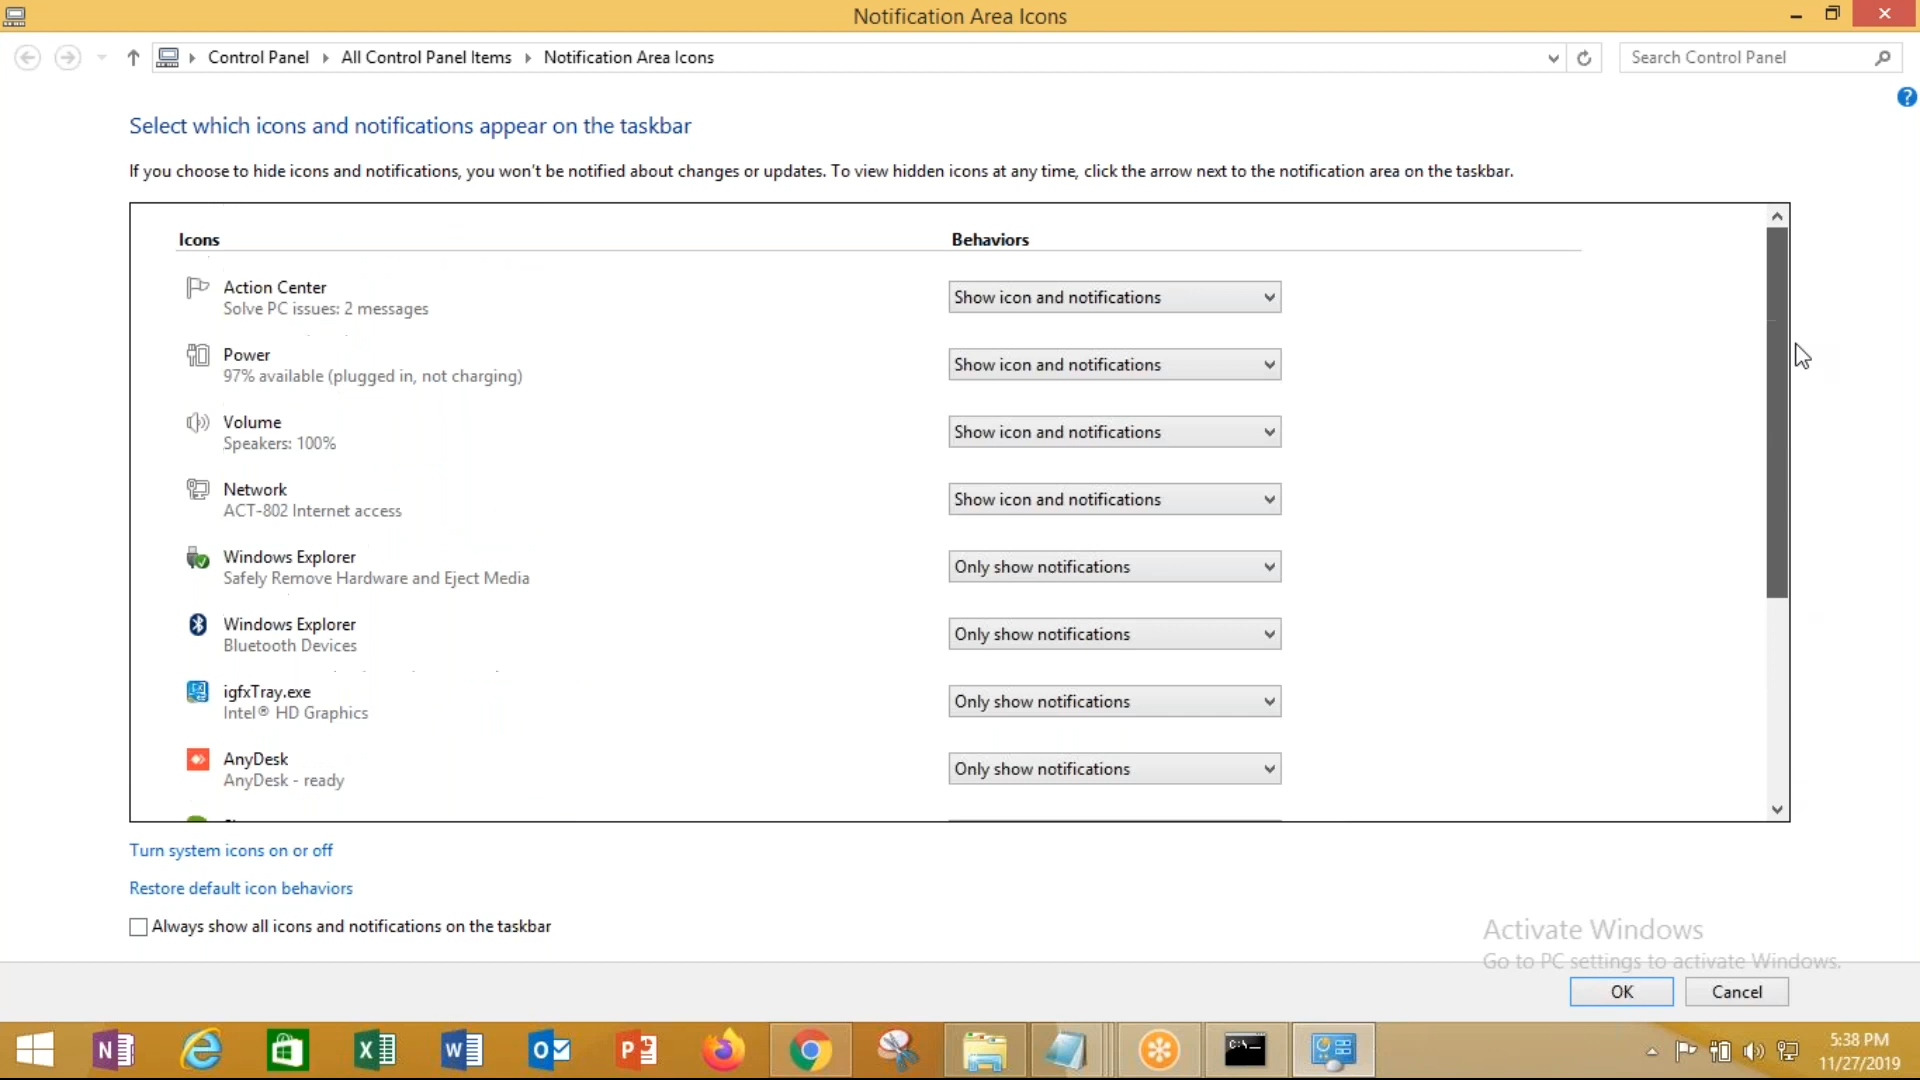 Notification Area Icons
Control Panel All Control Panel Items Notification Area Icons
Search Control Panel
?
Select which icons and notifications appear on the taskbar
If you choose to hide icons and notifications, you won't be notified about changes or updates. To view hidden icons at any time, click the arrow next to the notification area on the taskbar.
Icons Behaviors
Action Center
Solve PC issues: 2 messages
Show icon and notifications
Power
97% available (plugged in, not charging)
Show icon and notifications
Volume
Speakers: 100%
Show icon and notifications
Network
ACT-802 Internet access
Show icon and notifications
Windows Explorer
Safely Remove Hardware and Eject Media
Only show notifications
Windows Explorer
Bluetooth Devices
Only show notifications
igfxTray.exe
Intel® HD Graphics
Only show notifications
AnyDesk
AnyDesk - ready
Only show notifications
Turn system icons on or off
Restore default icon behaviors
Always show all icons and notifications on the taskbar
Activate Windows
Go to PC settings to activate Windows.
OK Cancel
5:38 PM
11/27/2019